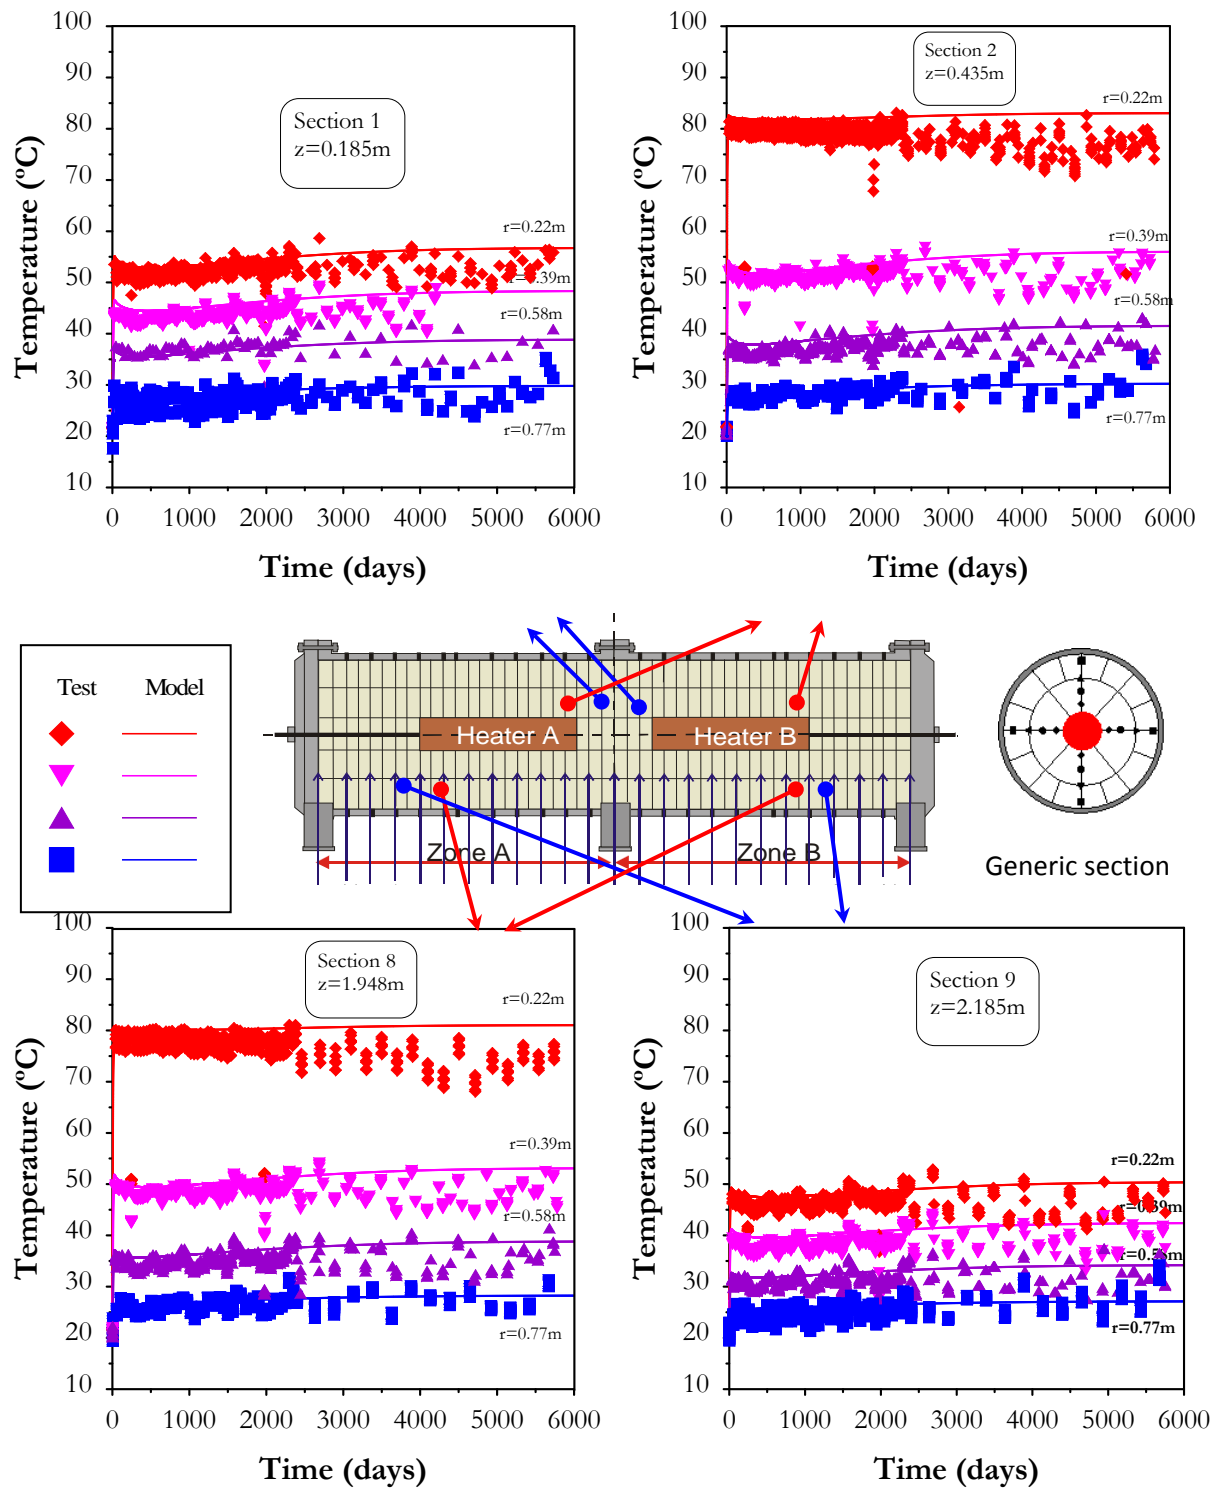 100
90
80
70
60
50
40
30
20
10
Temperature (ºC)
Section 1
z=0.185m
r=0.22m
r=0.39m
r=0.58m
r=0.77m
0 1000 2000 3000 4000 5000 6000
Time (days)
100
90
80
70
60
50
40
30
20
10
Temperature (ºC)
Section 2
z=0.435m
r=0.22m
r=0.39m
r=0.58m
r=0.77m
0 1000 2000 3000 4000 5000 6000
Time (days)
Test Model
Heater A Heater B
Zone A Zone B
Generic section
100
90
80
70
60
50
40
30
20
10
Temperature (ºC)
Section 8
z=1.948m
r=0.22m
r=0.39m
r=0.58m
r=0.77m
0 1000 2000 3000 4000 5000 6000
Time (days)
100
90
80
70
60
50
40
30
20
10
Temperature (ºC)
Section 9
z=2.185m
r=0.22m
r=0.39m
r=0.58m
r=0.77m
0 1000 2000 3000 4000 5000 6000
Time (days)